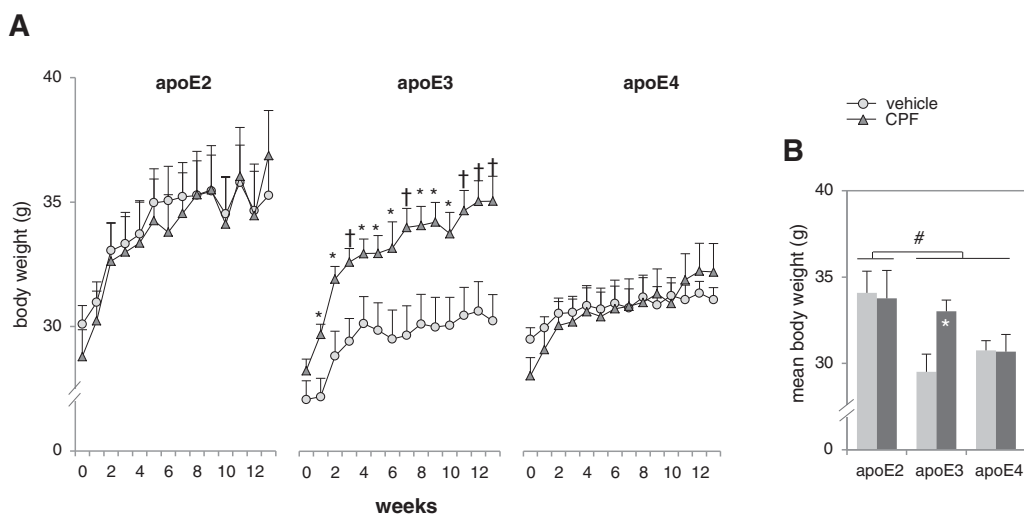 A
apoE2
apoE3
apoE4
vehicle
CPF
body weight (g)
40
35
30
0
* * † * * * † * * * † † †
0 2 4 6 8 10 12
0 2 4 6 8 10 12
0 2 4 6 8 10 12
weeks
B
mean body weight (g)
40
35
30
0
#
*
apoE2 apoE3 apoE4